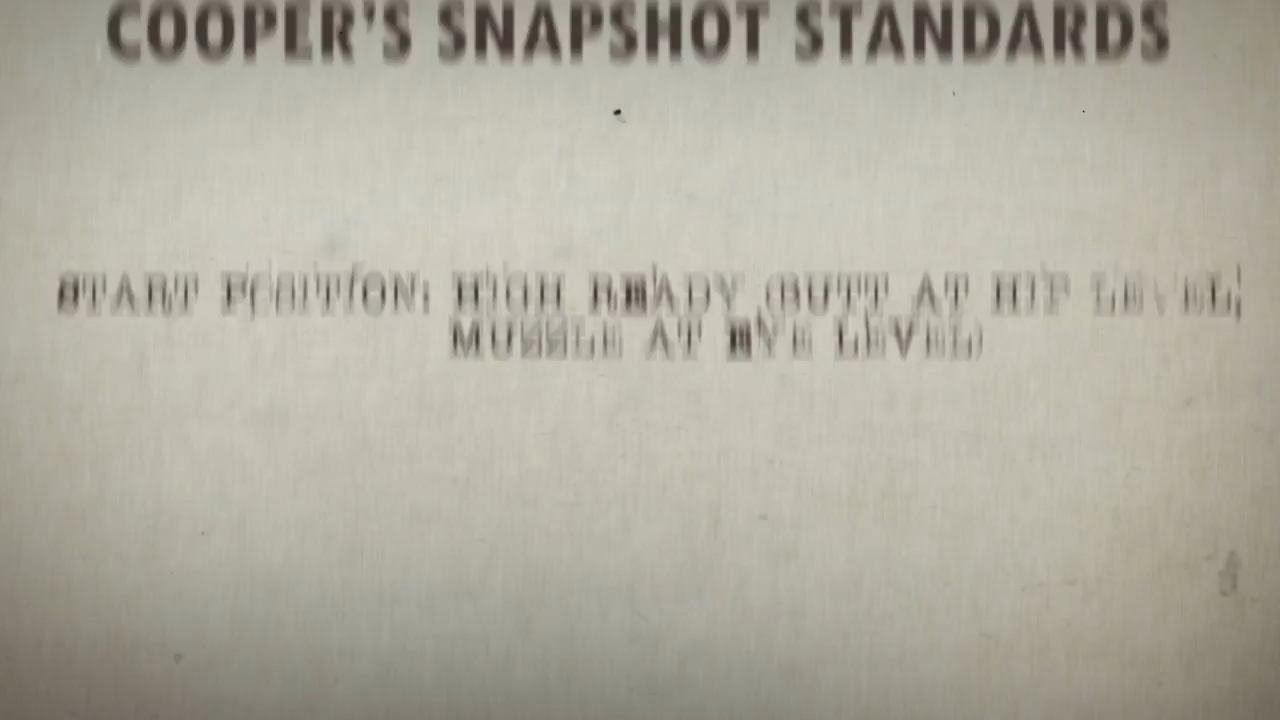 COOPER'S SNAPSHOT STANDARDS
START POSITION: HIGH READY (BUTT AT HIP LEVEL,
MUZZLE AT EYE LEVEL)